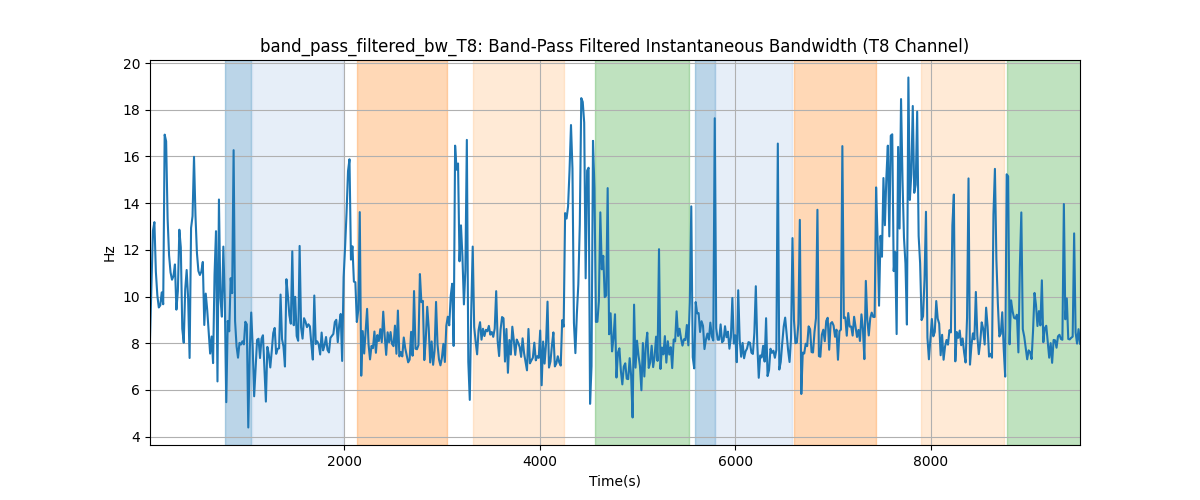 band_pass_filtered_bw_T8: Band-Pass Filtered Instantaneous Bandwidth (T8 Channel)
20
18
16
14
12
10
8
6
4
Hz
2000 4000 6000 8000
Time(s)